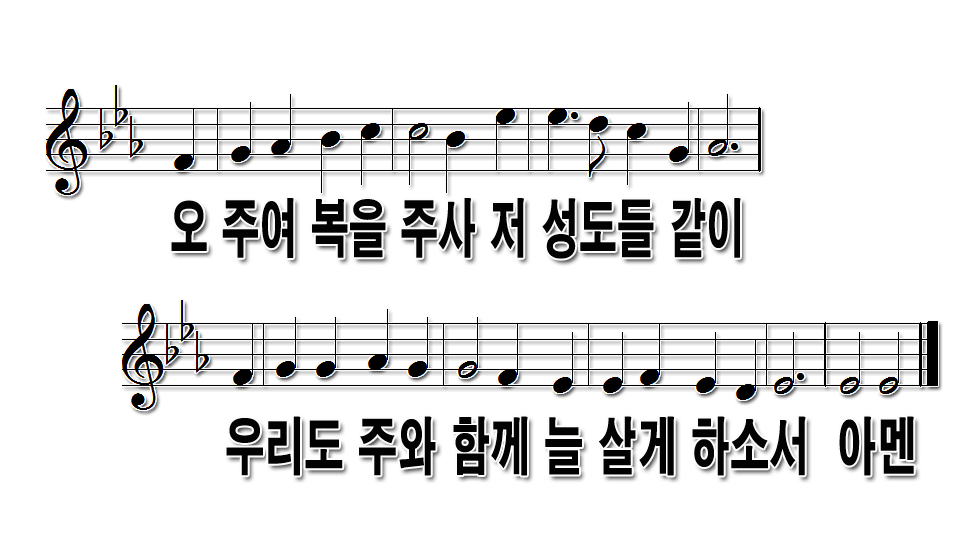 오 주여 복을 주사 저 성도들 같이
우리도 주와 함께 늘 살게 하소서 아멘